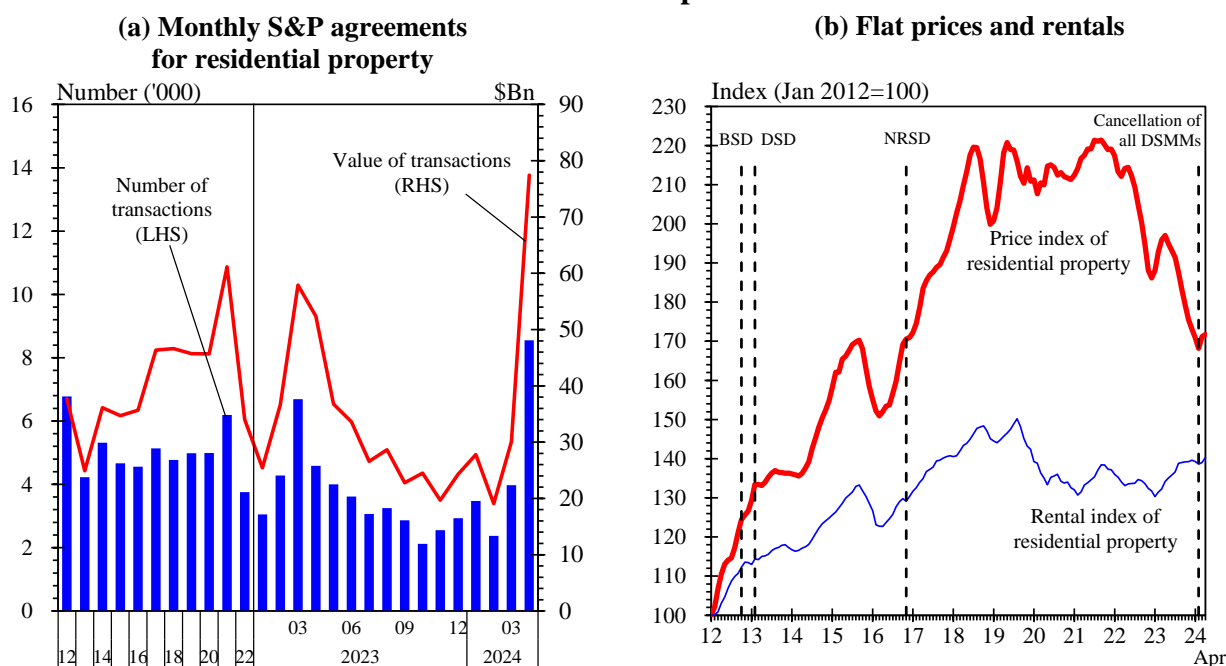 (a) Monthly S&P agreements
for residential property
Number ('000)
$Bn
16
14
12
10
8
6
4
2
0
90
80
70
60
50
40
30
20
10
0
Number of
transactions
(LHS)
Value of transactions
(RHS)
03
06
09
12
03
12
14
16
18
20
22
2023
2024
(b) Flat prices and rentals
Index (Jan 2012=100)
230
220
210
200
190
180
170
160
150
140
130
120
110
100
BSD
DSD
NRSD
Cancellation of
all DSMMs
Price index of
residential property
Rental index of
residential property
12
13
14
15
16
17
18
19
20
21
22
23
24
Apr